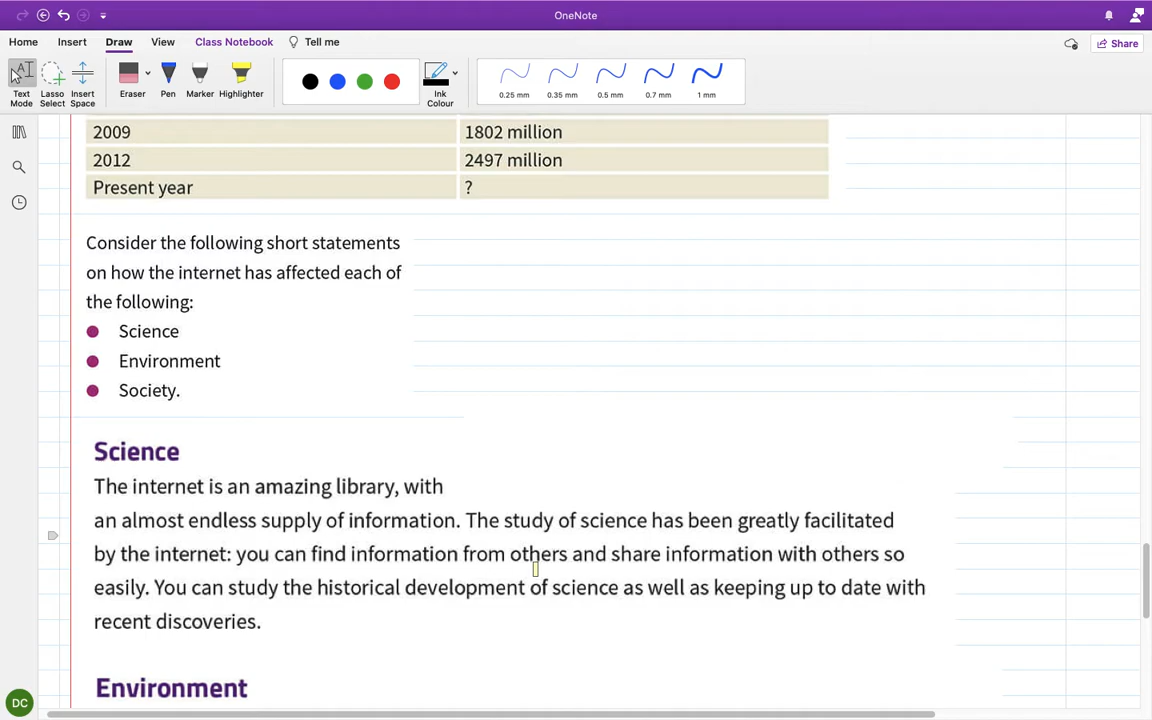 OneNote
Home Insert Draw View Class Notebook Tell me Share
Text Mode
Lasso Select
Insert Space
Eraser
Pen
Marker
Highlighter
Ink Colour
0.25 mm 0.35 mm 0.5 mm 0.7 mm 1 mm
2009 1802 million
2012 2497 million
Present year ?
Consider the following short statements
on how the internet has affected each of
the following:
● Science
● Environment
● Society.
Science
The internet is an amazing library, with
an almost endless supply of information. The study of science has been greatly facilitated
by the internet: you can find information from others and share information with others so
easily. You can study the historical development of science as well as keeping up to date with
recent discoveries.
Environment
DC